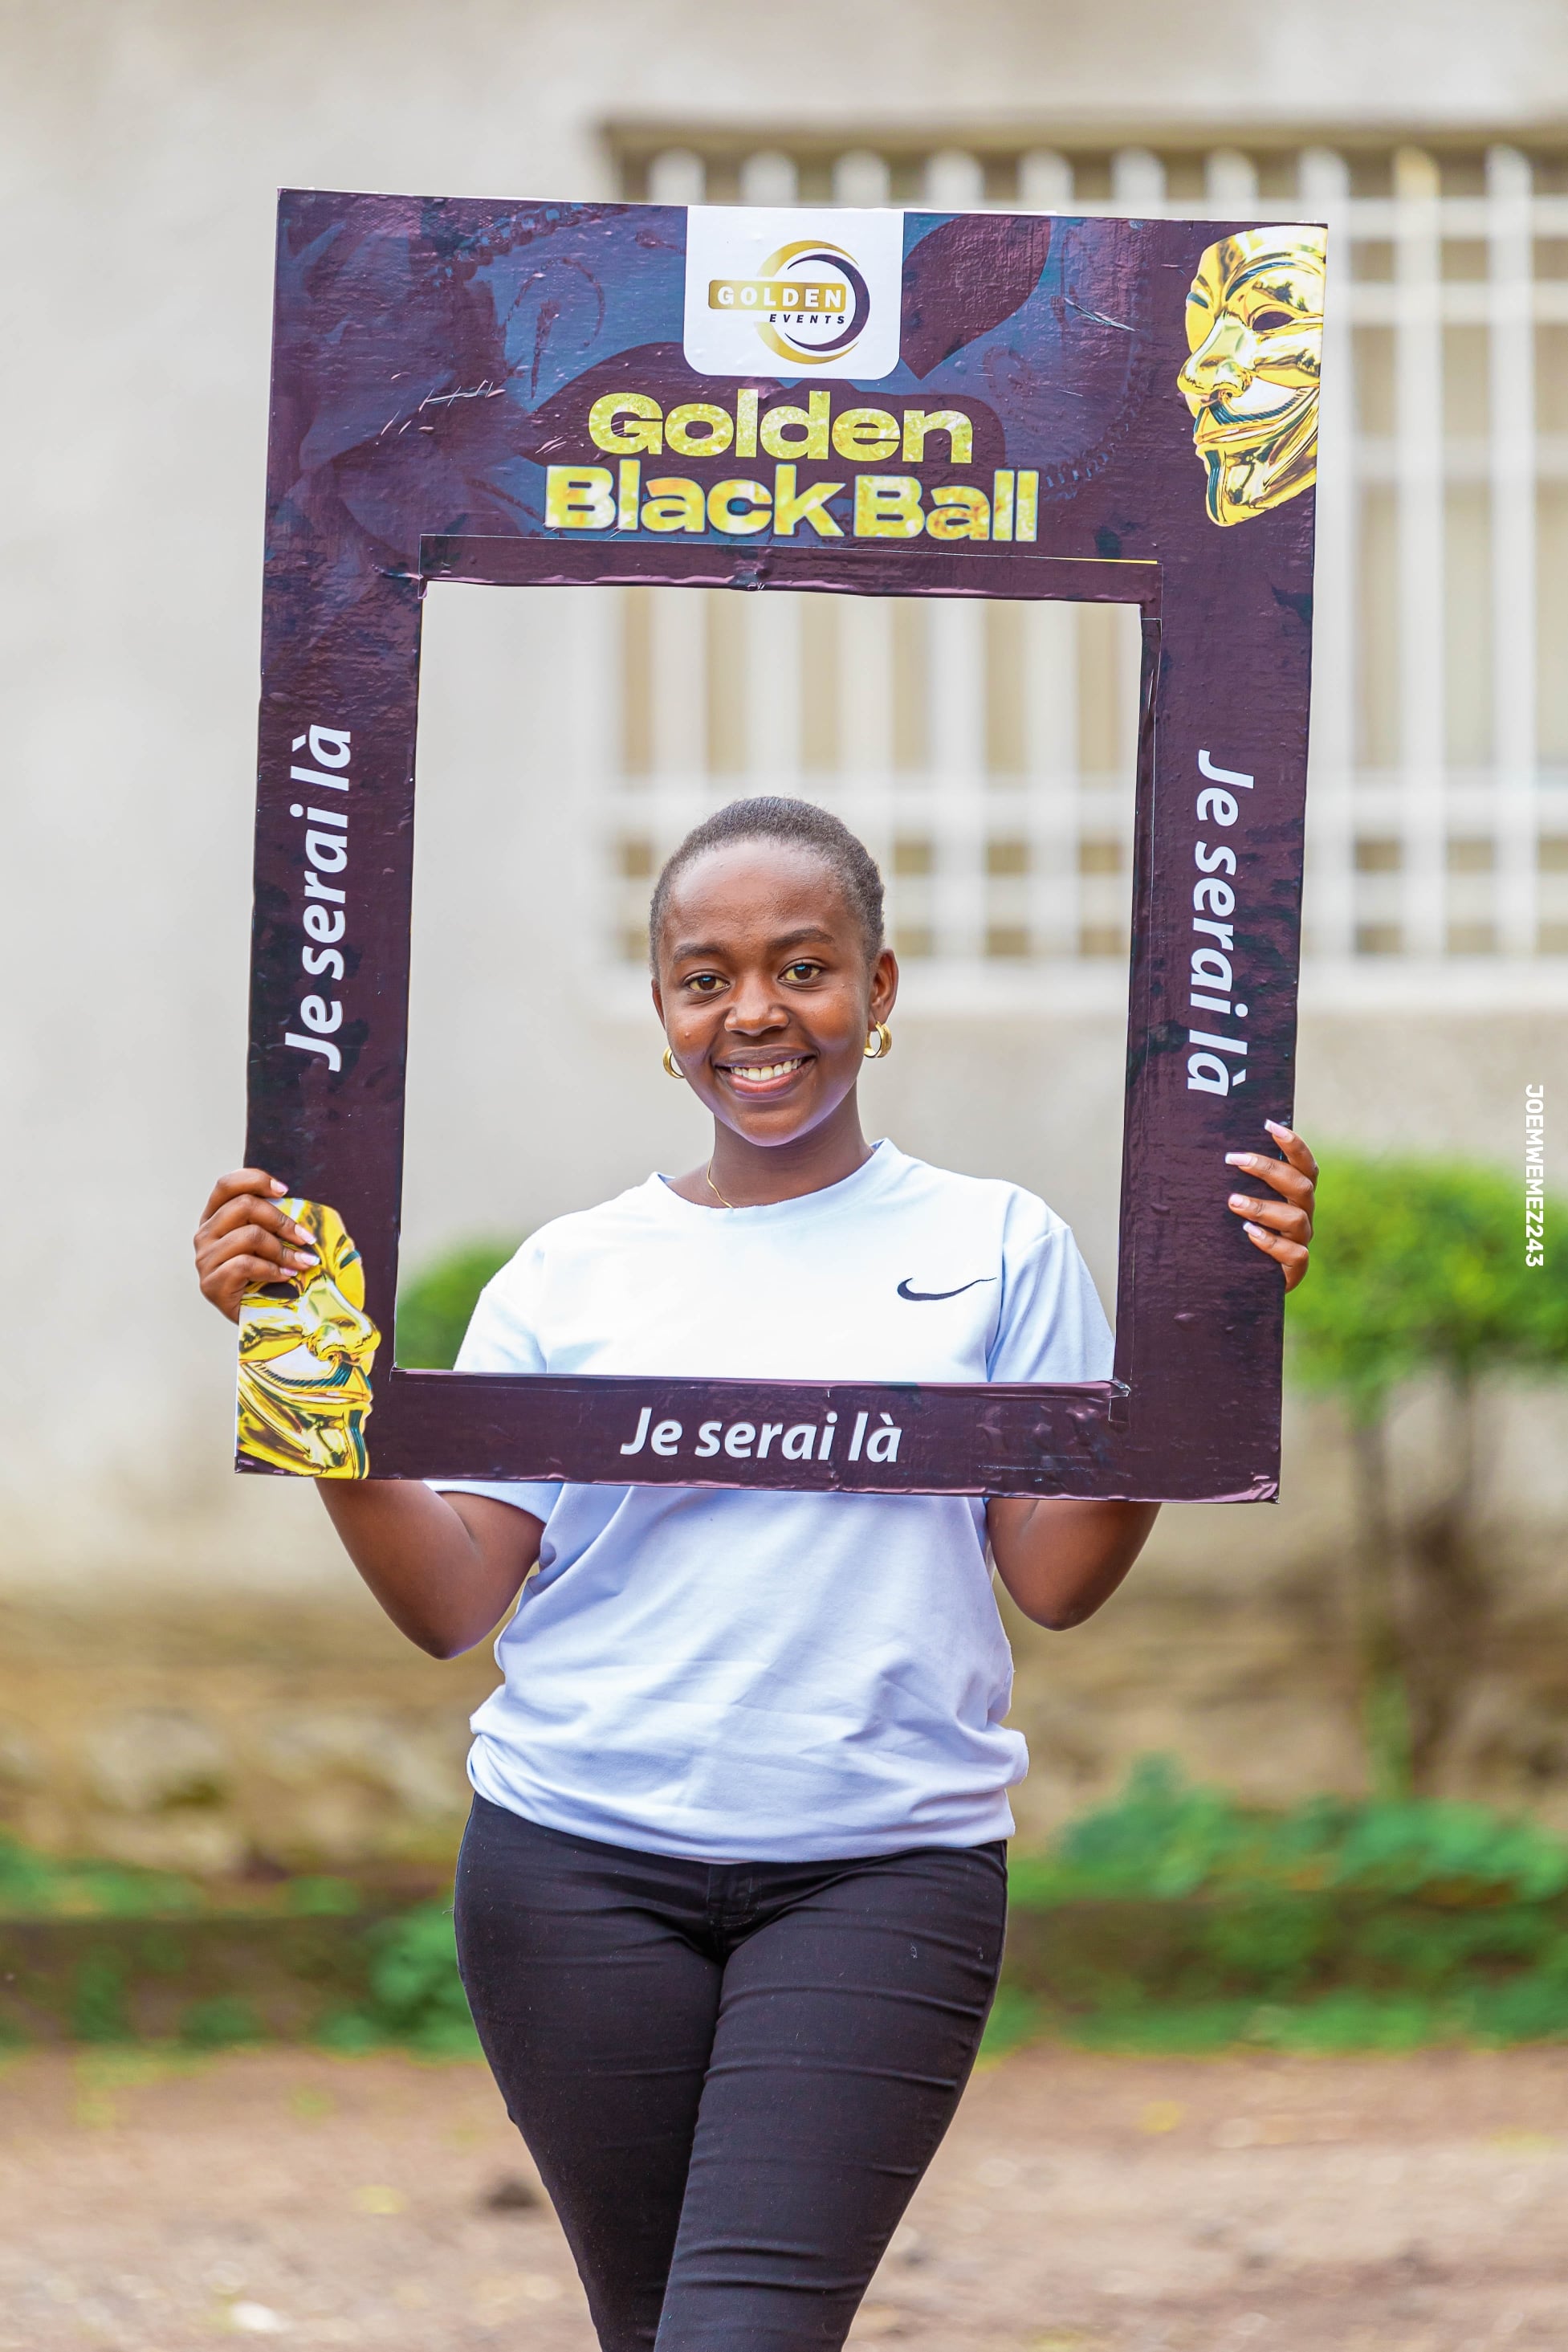 GOLDEN
EVENTS
Golden
Black Ball
Je serai là
Je serai là
Je serai là
JOEMWEMEZ243